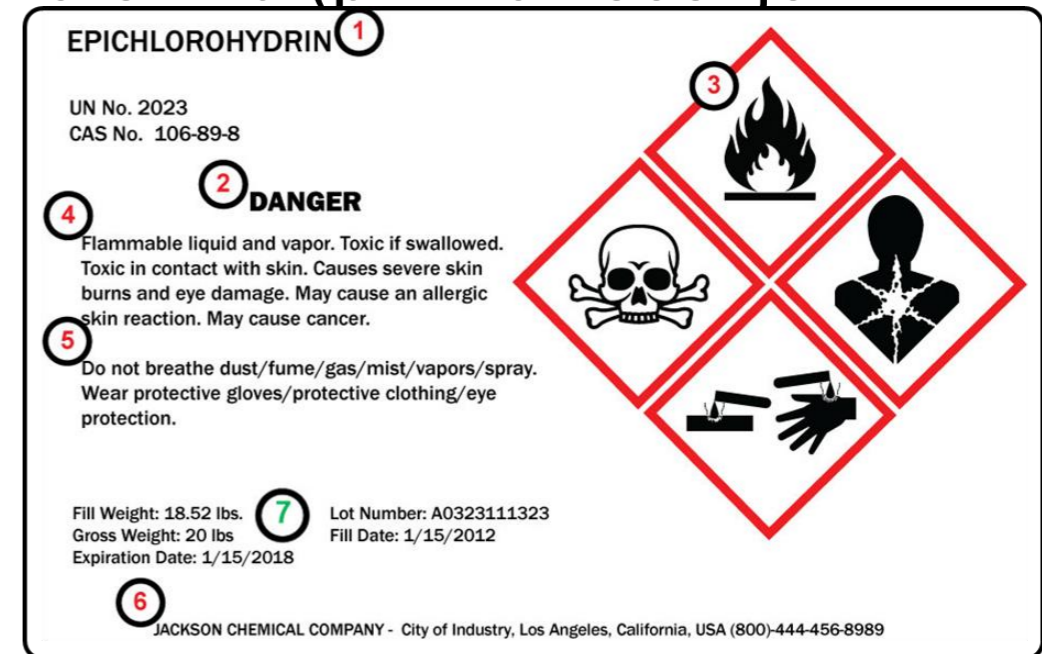 EPICHLOROHYDRIN 1
UN No. 2023
CAS No. 106-89-8
2 DANGER
3
4
Flammable liquid and vapor. Toxic if swallowed.
Toxic in contact with skin. Causes severe skin
burns and eye damage. May cause an allergic
skin reaction. May cause cancer.
5
Do not breathe dust/fume/gas/mist/vapors/spray.
Wear protective gloves/protective clothing/eye
protection.
Fill Weight: 18.52 lbs. 7 Lot Number: A0323111323
Gross Weight: 20 lbs Fill Date: 1/15/2012
Expiration Date: 1/15/2018
6
JACKSON CHEMICAL COMPANY - City of Industry, Los Angeles, California, USA (800)-444-456-8989